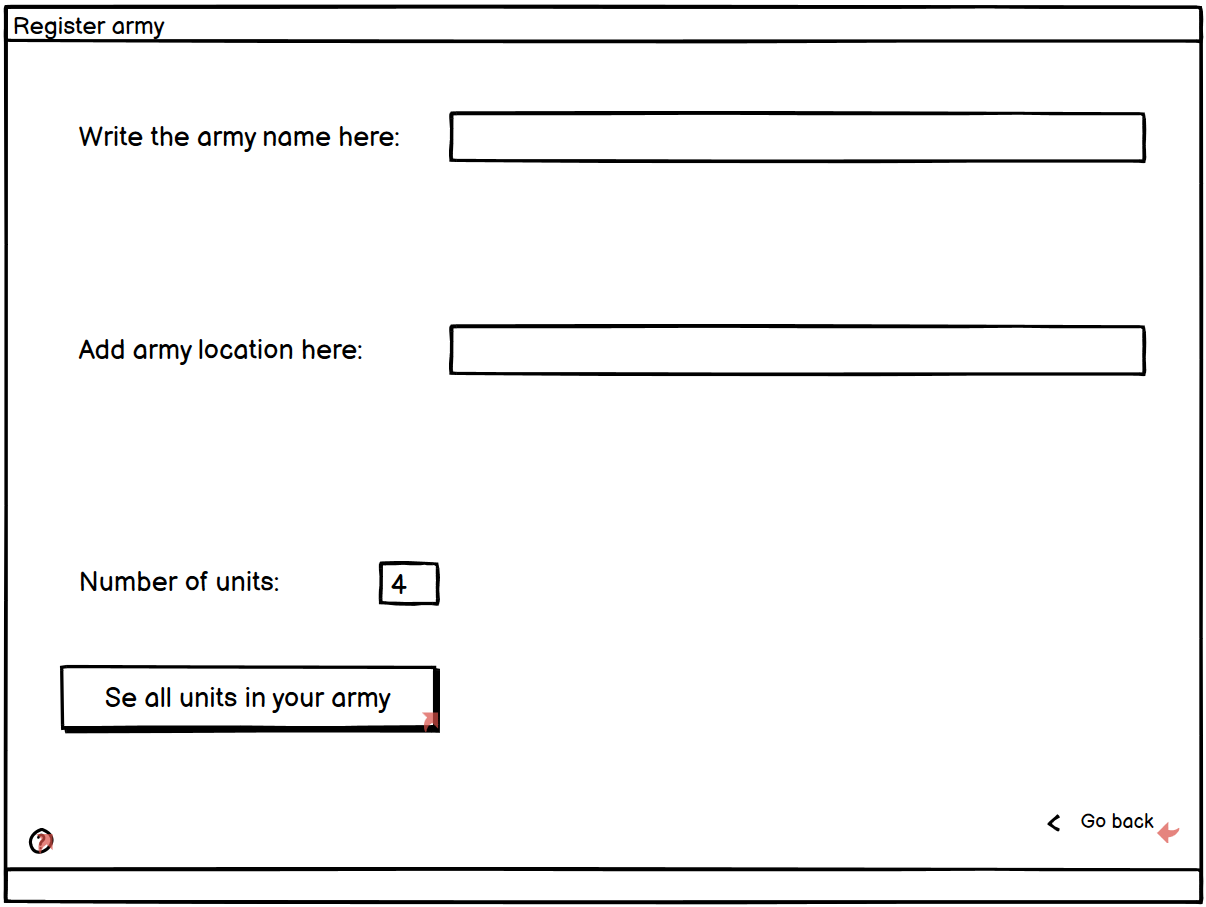 Register army
Write the army name here:
Add army location here:
Number of units: 4
Se all units in your army
< Go back
?